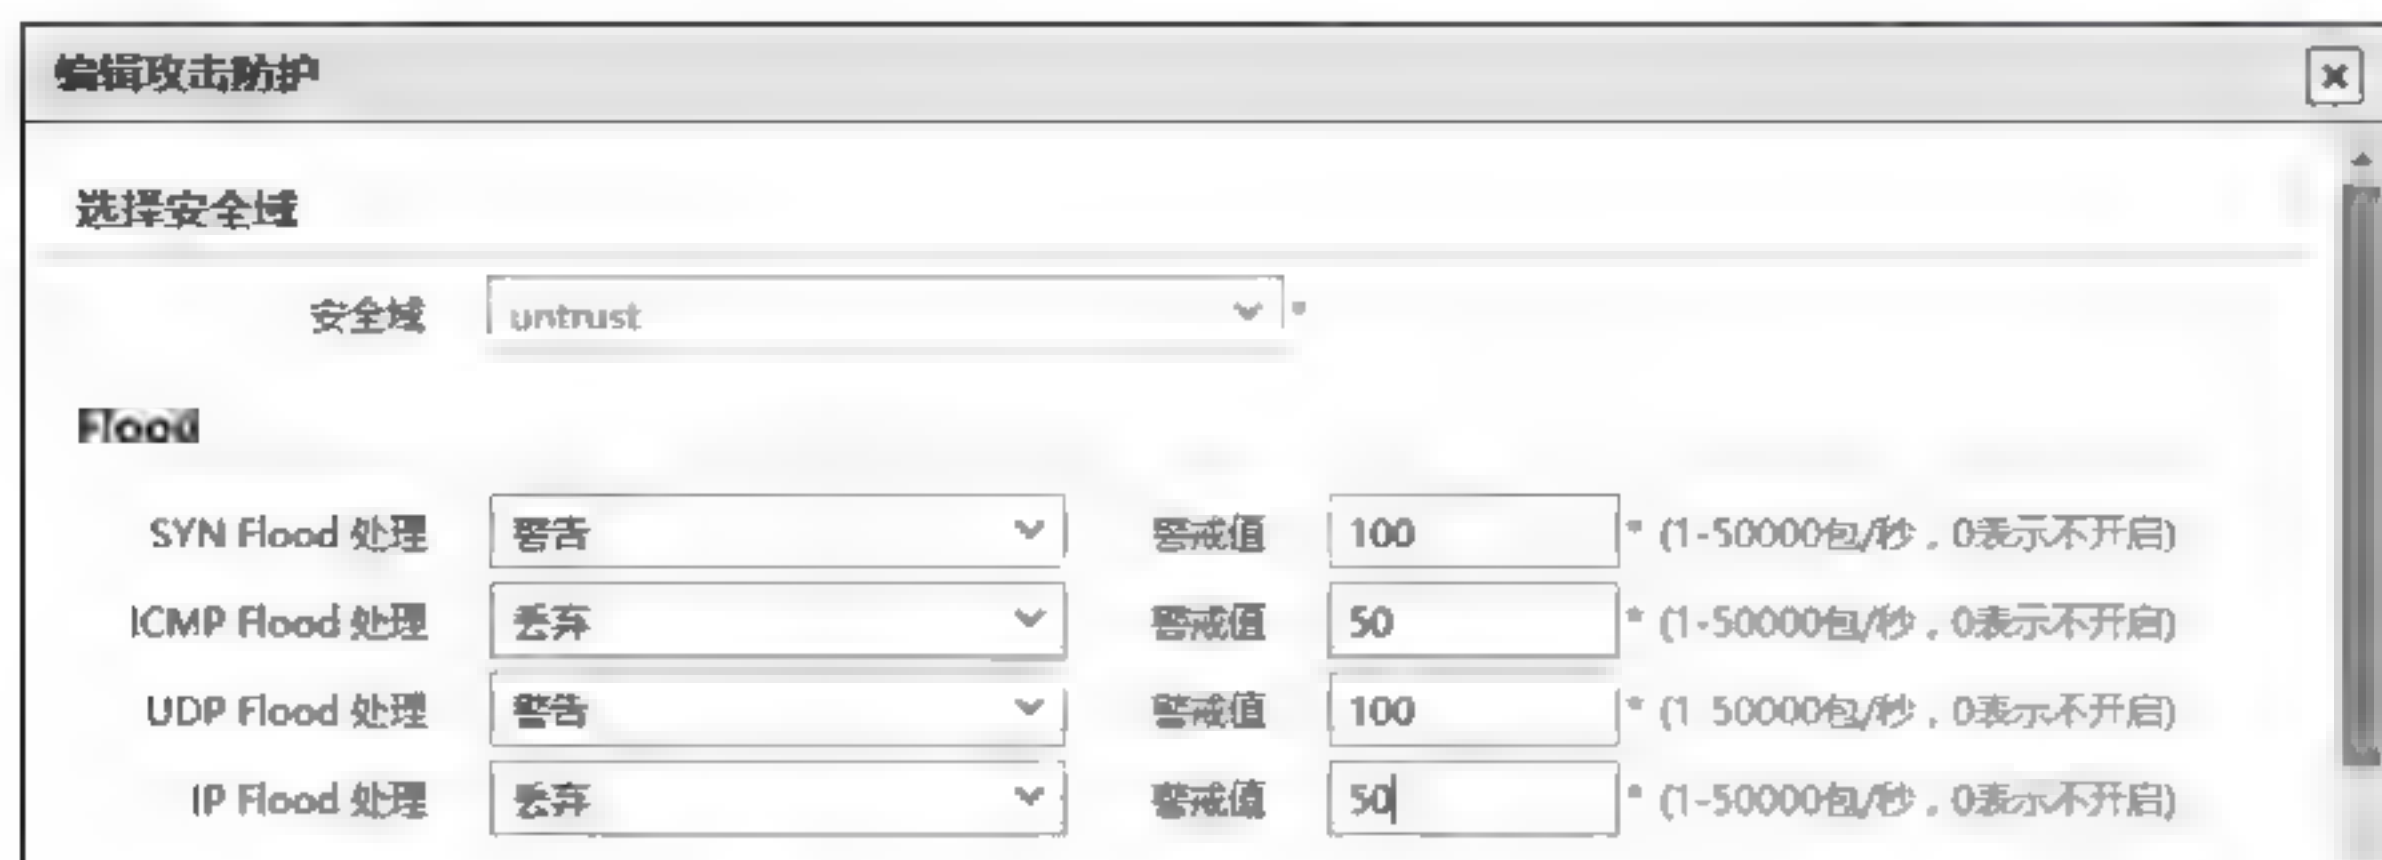 编辑攻击防护
选择安全域
安全域 untrust *
Flood
SYN Flood 处理 警告 警戒值 100 * (1-50000包/秒，0表示不开启)
ICMP Flood 处理 丢弃 警戒值 50 * (1-50000包/秒，0表示不开启)
UDP Flood 处理 警告 警戒值 100 * (1-50000包/秒，0表示不开启)
IP Flood 处理 丢弃 警戒值 50 * (1-50000包/秒，0表示不开启)